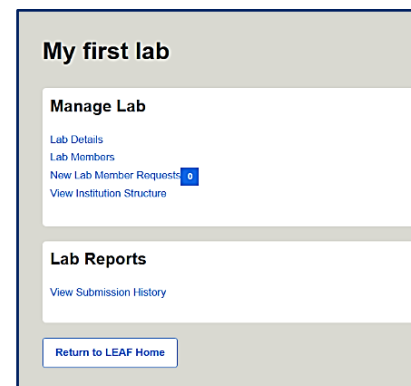 My first lab
Manage Lab
Lab Details
Lab Members
New Lab Member Requests 0
View Institution Structure
Lab Reports
View Submission History
Return to LEAF Home